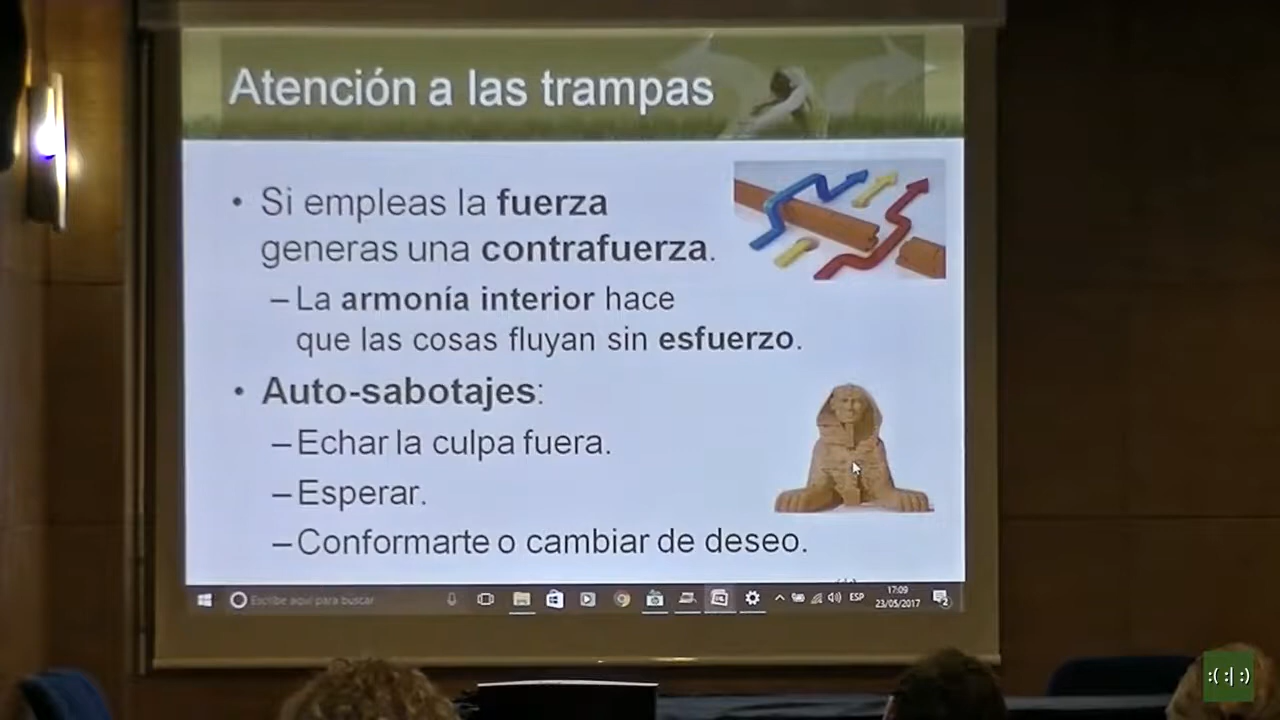 Atención a las trampas
• Si empleas la fuerza
generas una contrafuerza.
– La armonía interior hace
que las cosas fluyan sin esfuerzo.
• Auto-sabotajes:
– Echar la culpa fuera.
– Esperar.
– Conformarte o cambiar de deseo.
Escribe aquí para buscar
ESP
17:09
23/05/2017
2
:( :| :)